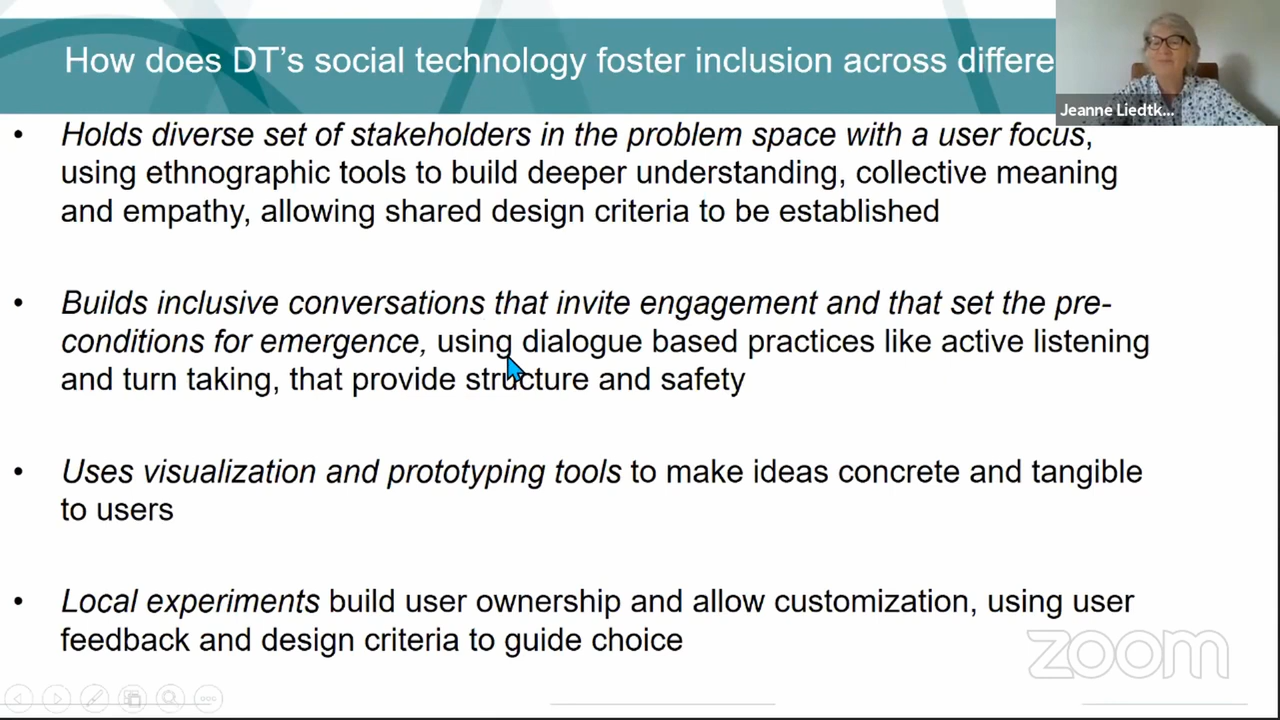 How does DT's social technology foster inclusion across differe
Jeanne Liedtk...
• Holds diverse set of stakeholders in the problem space with a user focus,
using ethnographic tools to build deeper understanding, collective meaning
and empathy, allowing shared design criteria to be established
• Builds inclusive conversations that invite engagement and that set the pre-
conditions for emergence, using dialogue based practices like active listening
and turn taking, that provide structure and safety
• Uses visualization and prototyping tools to make ideas concrete and tangible
to users
• Local experiments build user ownership and allow customization, using user
feedback and design criteria to guide choice
zoom